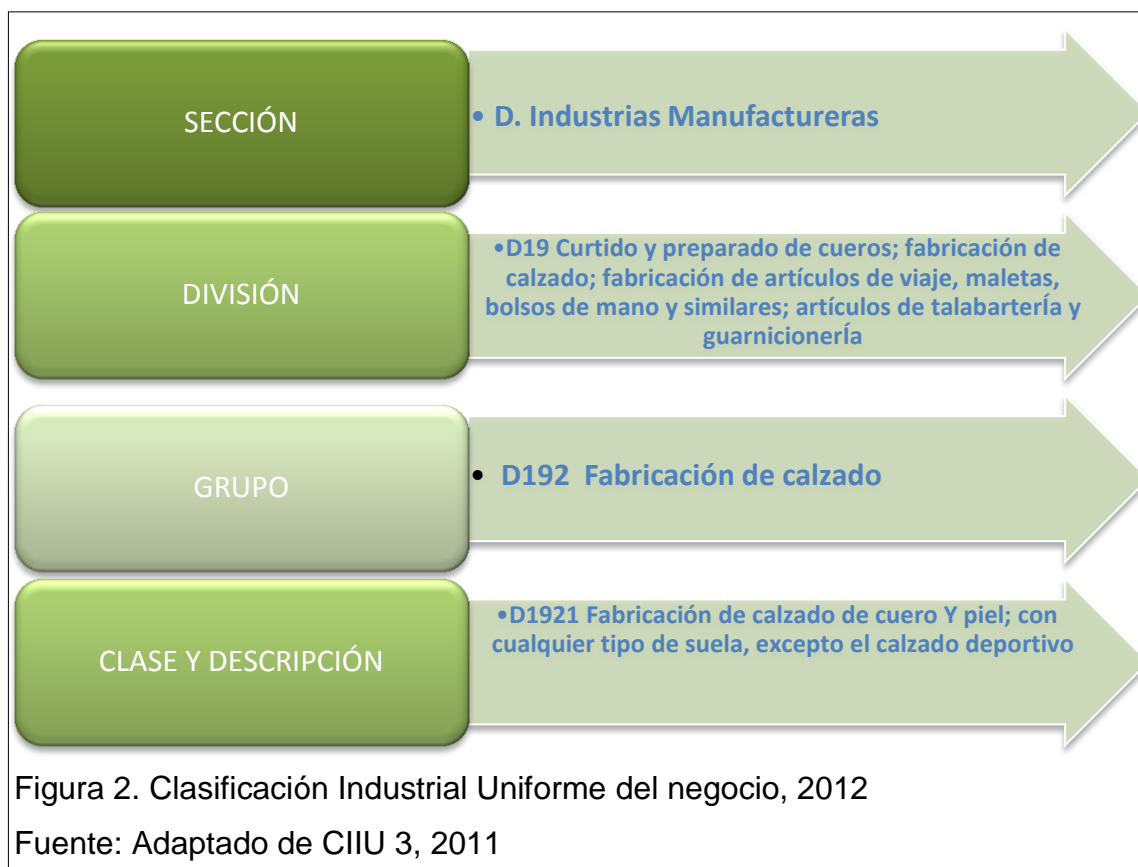 SECCIÓN
• D. Industrias Manufactureras
DIVISIÓN
•D19 Curtido y preparado de cueros; fabricación de
calzado; fabricación de artículos de viaje, maletas,
bolsos de mano y similares; artículos de talabarterÍa y
guarnicionerÍa
GRUPO
• D192 Fabricación de calzado
CLASE Y DESCRIPCIÓN
•D1921 Fabricación de calzado de cuero Y piel; con
cualquier tipo de suela, excepto el calzado deportivo
Figura 2. Clasificación Industrial Uniforme del negocio, 2012
Fuente: Adaptado de CIIU 3, 2011